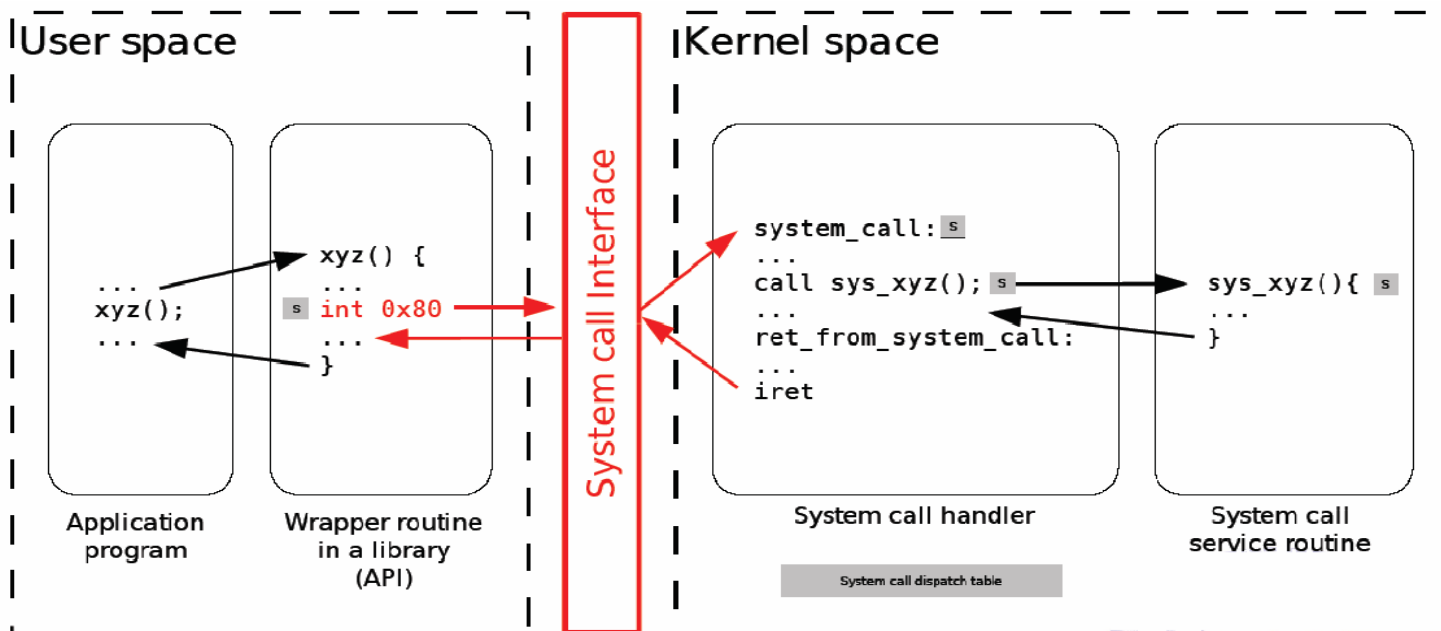 User space
Kernel space
...
xyz();
...
Application
program
xyz() {
...
s int 0x80
...
}
Wrapper routine
in a library
(API)
System call Interface
system_call: s
...
call sys_xyz(); s
...
ret_from_system_call:
...
iret
System call handler
System call dispatch table
sys_xyz(){ s
...
}
System call
service routine